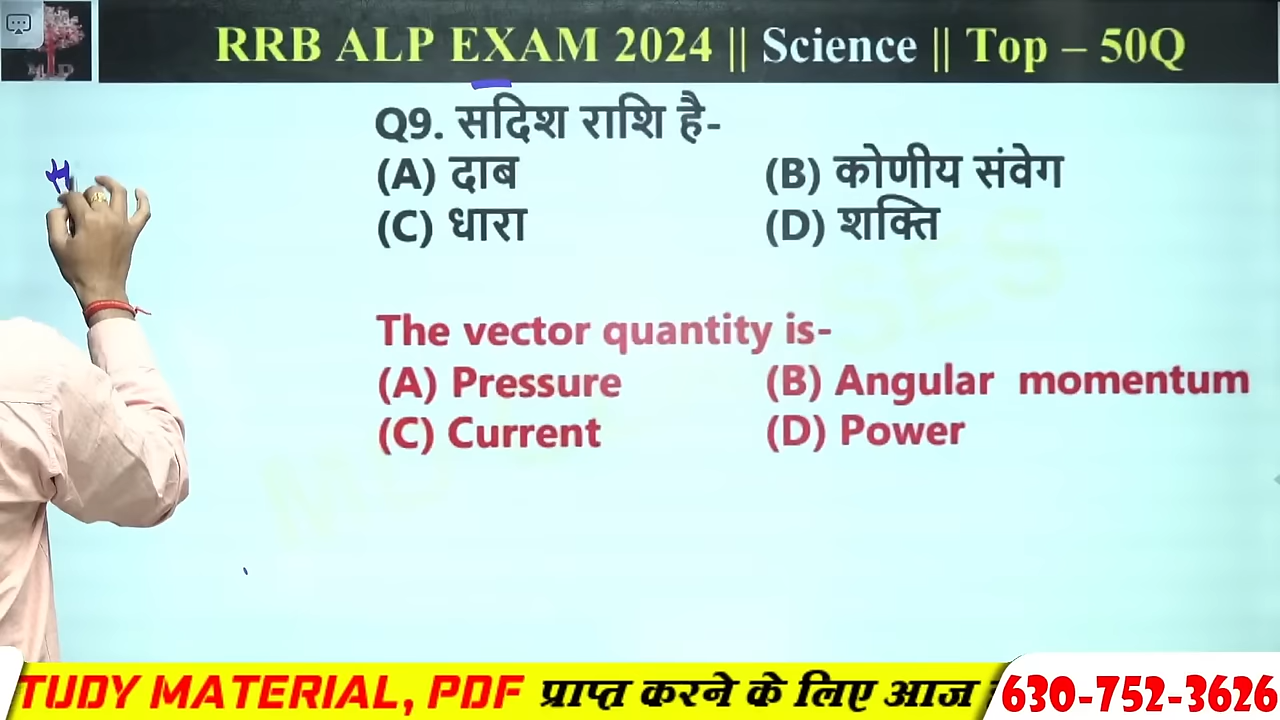 RRB ALP EXAM 2024 || Science || Top – 50Q
Q9. सदिश राशि है-
(A) दाब (B) कोणीय संवेग
(C) धारा (D) शक्ति
The vector quantity is-
(A) Pressure (B) Angular momentum
(C) Current (D) Power
TUDY MATERIAL, PDF प्राप्त करने के लिए आज 630-752-3626